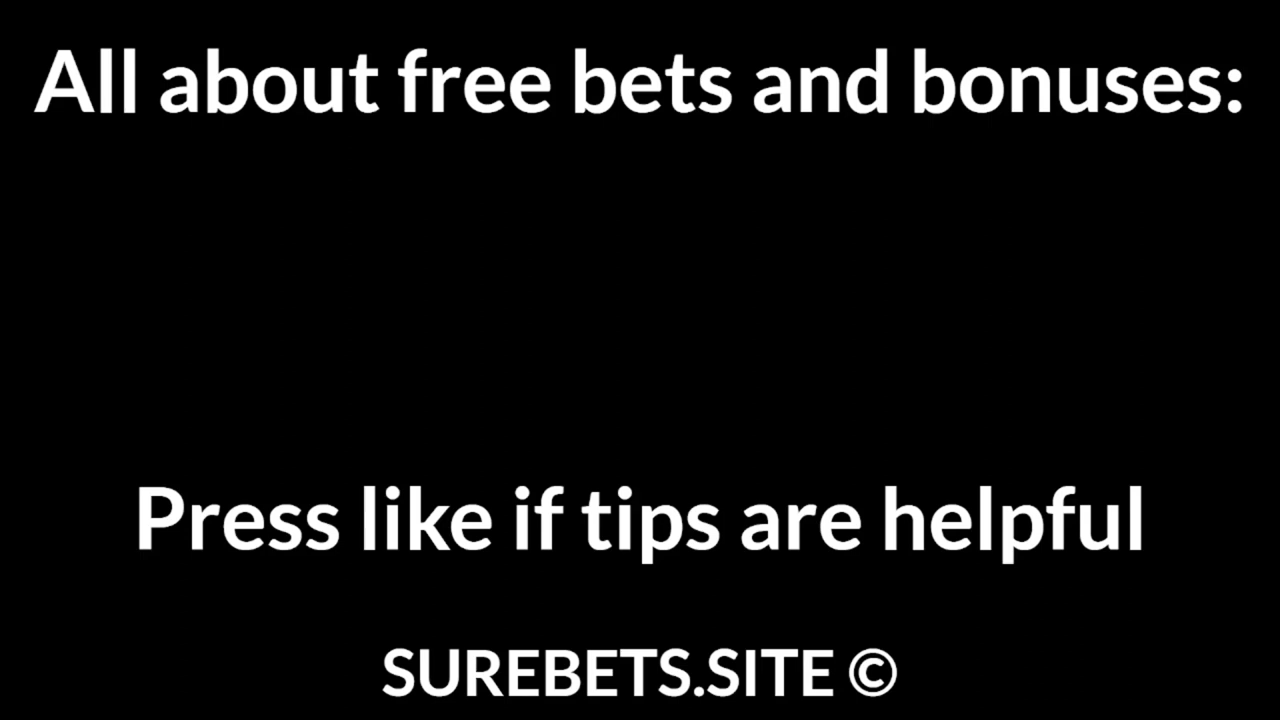 All about free bets and bonuses:
Press like if tips are helpful
SUREBETS.SITE ©